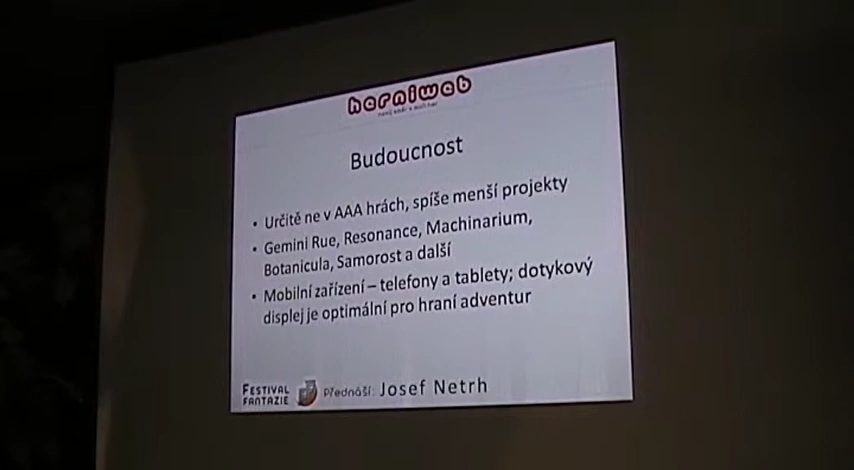 herniweb
Budoucnost
• Určitě ne v AAA hrách, spíše menší projekty
• Gemini Rue, Resonance, Machinarium,
Botanicula, Samorost a další
• Mobilní zařízení – telefony a tablety; dotykový
displej je optimální pro hraní adventur
FESTIVAL
FANTAZIE
Přednáší: Josef Netrh